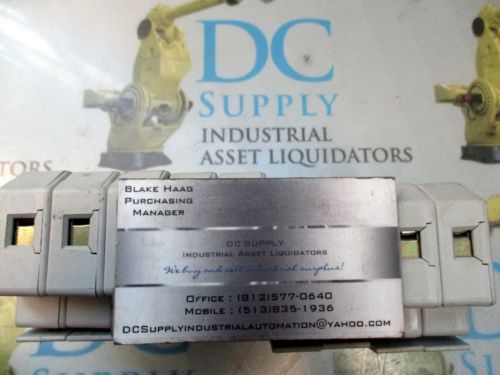 DC
SUPPLY
INDUSTRIAL
ASSET LIQUIDATORS
ATORS
BLAKE HAAG
PURCHASING
MANAGER
DC SUPPLY
INDUSTRIAL ASSET LIQUIDATORS
We buy and sell industrial surplus!
OFFICE : (812)577-0640
MOBILE : (513)835-1936
DCSUPPLYINDUSTRIALAUTOMATION@YAHOO.COM